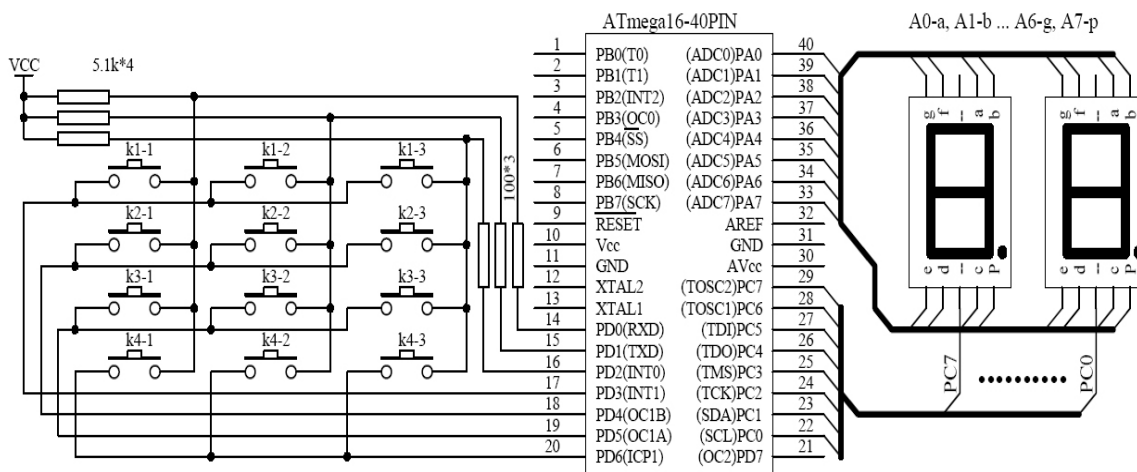 ATmega16-40PIN
A0-a, A1-b ... A6-g, A7-p
VCC
5.1k*4
100*3
k1-1 k1-2 k1-3
k2-1 k2-2 k2-3
k3-1 k3-2 k3-3
k4-1 k4-2 k4-3
1 PB0(T0) (ADC0)PA0 40
2 PB1(T1) (ADC1)PA1 39
3 PB2(INT2) (ADC2)PA2 38
4 PB3(OC0) (ADC3)PA3 37
5 PB4(SS) (ADC4)PA4 36
6 PB5(MOSI) (ADC5)PA5 35
7 PB6(MISO) (ADC6)PA6 34
8 PB7(SCK) (ADC7)PA7 33
9 RESET AREF 32
10 Vcc GND 31
11 GND AVcc 30
12 XTAL2 (TOSC2)PC7 29
13 XTAL1 (TOSC1)PC6 28
14 PD0(RXD) (TDI)PC5 27
15 PD1(TXD) (TDO)PC4 26
16 PD2(INT0) (TMS)PC3 25
17 PD3(INT1) (TCK)PC2 24
18 PD4(OC1B) (SDA)PC1 23
19 PD5(OC1A) (SCL)PC0 22
20 PD6(ICP1) (OC2)PD7 21
g f -- a b
e d -- c P
g f -- a b
e d -- c P
PC7 .......... PC0